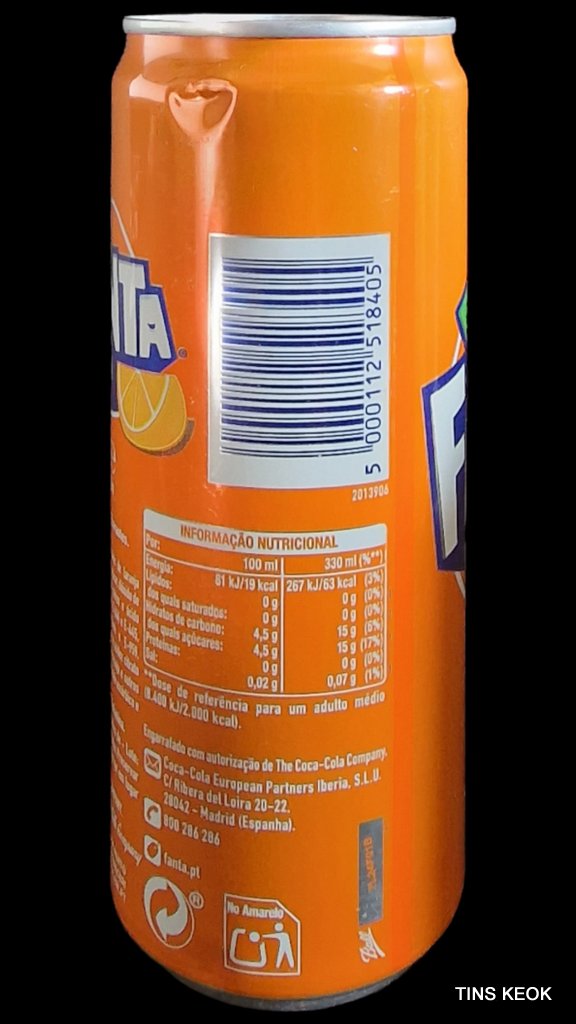 NTA
5 000112 518405
2013906
INFORMAÇÃO NUTRICIONAL
Por: 100 ml 330 ml (%**)
Energia: 81 kJ/19 kcal 267 kJ/63 kcal (3%)
Lípidos: 0 g 0 g (0%)
dos quais saturados: 0 g 0 g (0%)
Hidratos de carbono: 4,5 g 15 g (6%)
dos quais açúcares: 4,5 g 15 g (17%)
Proteínas: 0 g 0 g (0%)
Sal: 0,02 g 0,07 g (1%)
**Dose de referência para um adulto médio
(8.400 kJ/2.000 kcal).
Engarrafado com autorização de The Coca-Cola Company.
Coca-Cola European Partners Iberia, S.L.U.
C/ Ribera del Loira 20-22.
28042 - Madrid (Espanha).
800 206 206
fanta.pt
No Amarelo
Ball
F
TINS KEOK